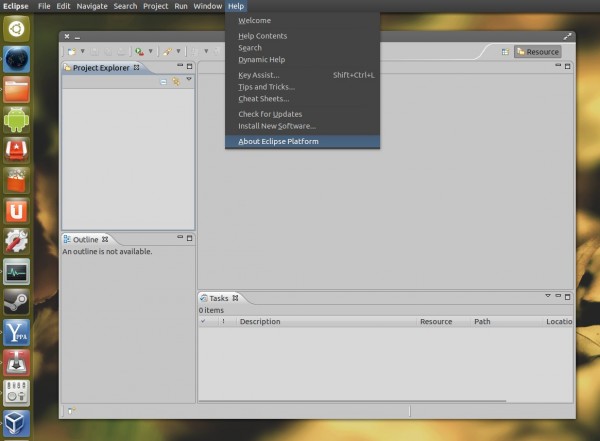 Eclipse File Edit Navigate Search Project Run Window Help
Welcome
Help Contents
Search
Dynamic Help
Key Assist... Shift+Ctrl+L
Tips and Tricks...
Cheat Sheets...
Check for Updates
Install New Software...
About Eclipse Platform
Resource
Project Explorer
Outline
An outline is not available.
Tasks
0 items
! Description Resource Path Locatio
Y PPA